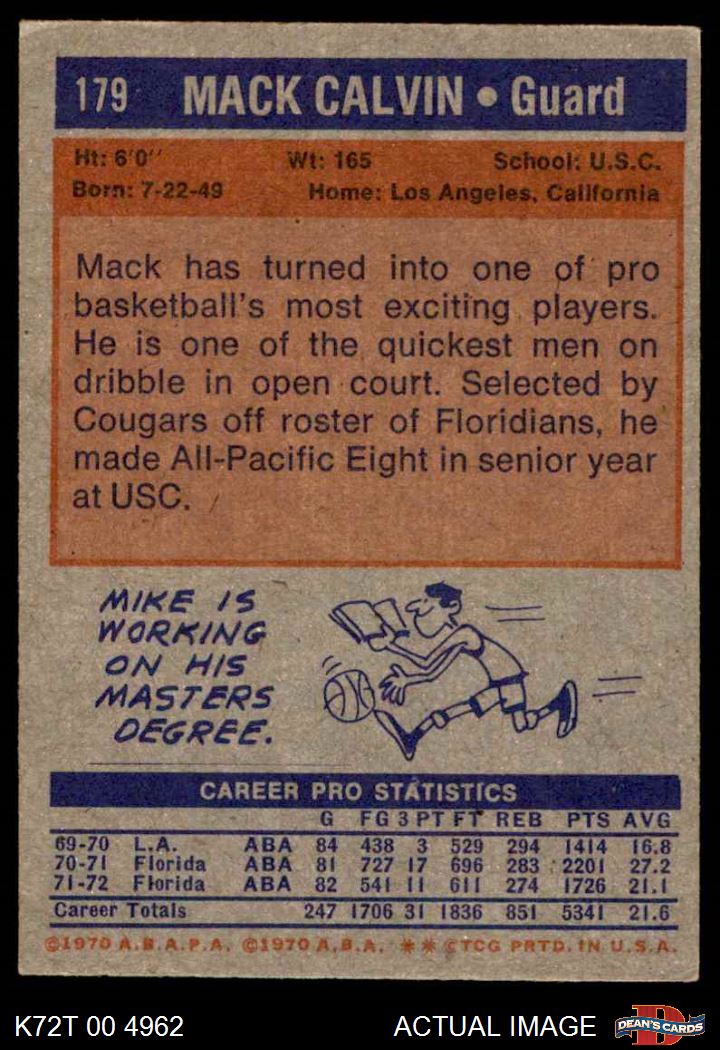 179 MACK CALVIN • Guard
Ht: 6'0'' Wt: 165 School: U.S.C.
Born: 7-22-49 Home: Los Angeles, California
Mack has turned into one of pro
basketball's most exciting players.
He is one of the quickest men on
dribble in open court. Selected by
Cougars off roster of Floridians, he
made All-Pacific Eight in senior year
at USC.
MIKE IS
WORKING
ON HIS
MASTERS
DEGREE.
CAREER PRO STATISTICS
G FG 3 PT FT REB PTS AVG
69-70 L.A. ABA 84 438 3 529 294 1414 16.8
70-71 Florida ABA 81 727 17 696 283 2201 27.2
71-72 Florida ABA 82 541 11 611 274 1726 21.1
Career Totals 247 1706 31 1836 851 5341 21.6
©1970 A.B.A.P.A. ©1970 A.B.A. ** ©TCG PRTD. IN U.S.A.
K72T 00 4962 ACTUAL IMAGE D DEAN'S CARDS